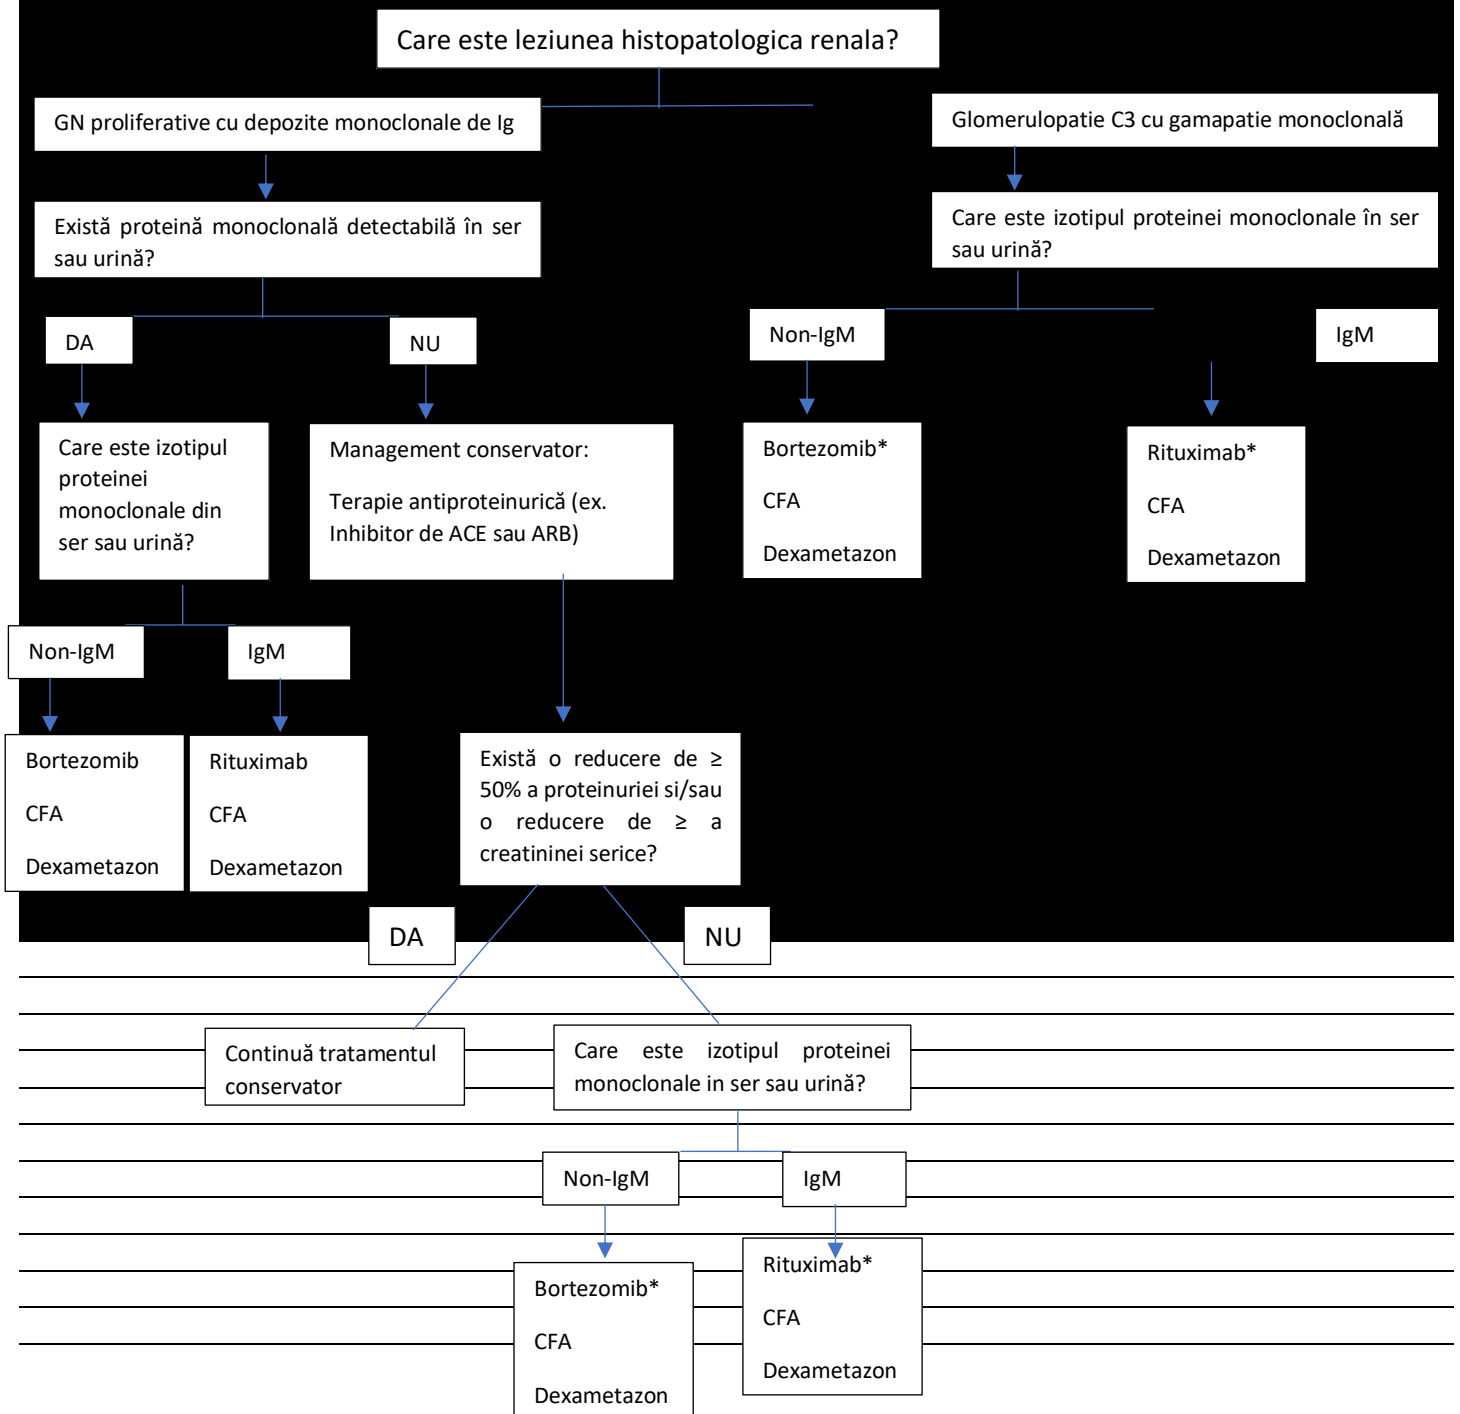 Care este leziunea histopatologica renala?
GN proliferative cu depozite monoclonale de Ig
Glomerulopatie C3 cu gamapatie monoclonală
Există proteină monoclonală detectabilă în ser
sau urină?
Care este izotipul proteinei monoclonale în ser
sau urină?
DA
NU
Non-IgM
IgM
Care este izotipul
proteinei
monoclonale din
ser sau urină?
Management conservator:
Terapie antiproteinurică (ex.
Inhibitor de ACE sau ARB)
Bortezomib*
CFA
Dexametazon
Rituximab*
CFA
Dexametazon
Non-IgM
IgM
Bortezomib
CFA
Dexametazon
Rituximab
CFA
Dexametazon
Există o reducere de ≥
50% a proteinuriei si/sau
o reducere de ≥ a
creatininei serice?
DA
NU
Continuă tratamentul
conservator
Care este izotipul proteinei
monoclonale in ser sau urină?
Non-IgM
IgM
Bortezomib*
CFA
Dexametazon
Rituximab*
CFA
Dexametazon